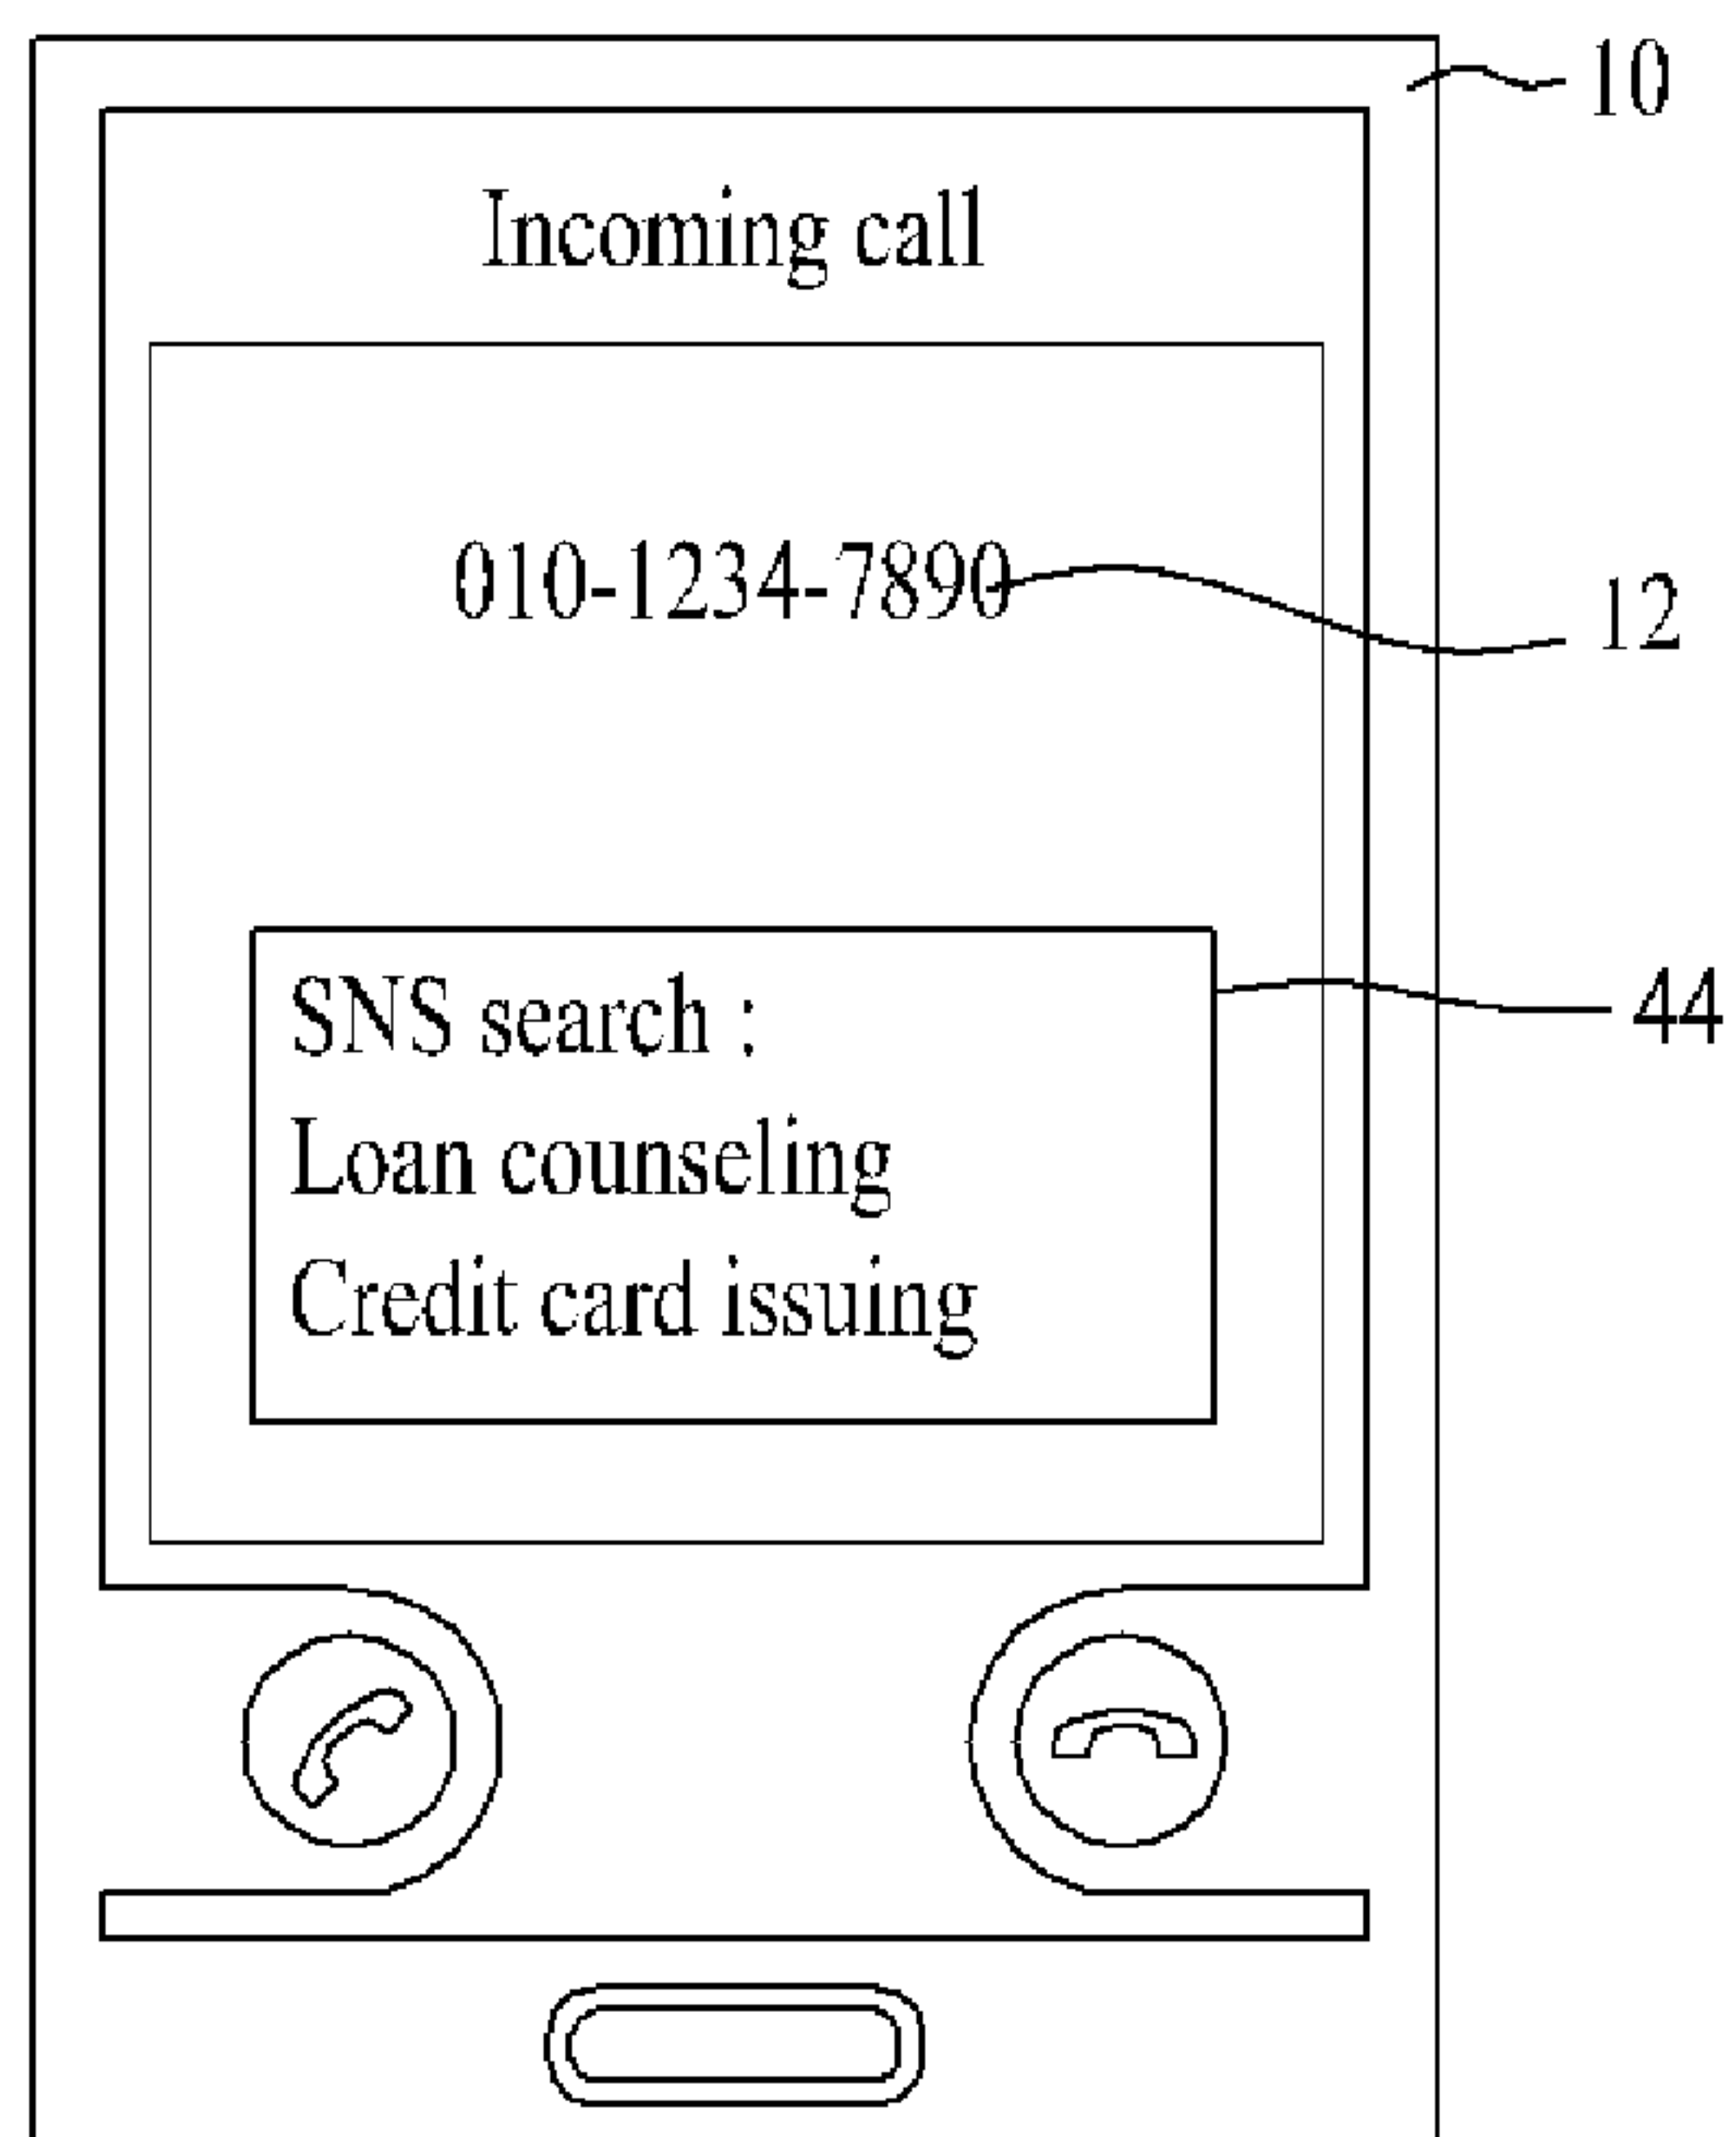 10
Incoming call
010-1234-7890
12
SNS search :
44
Loan counseling
Credit card issuing